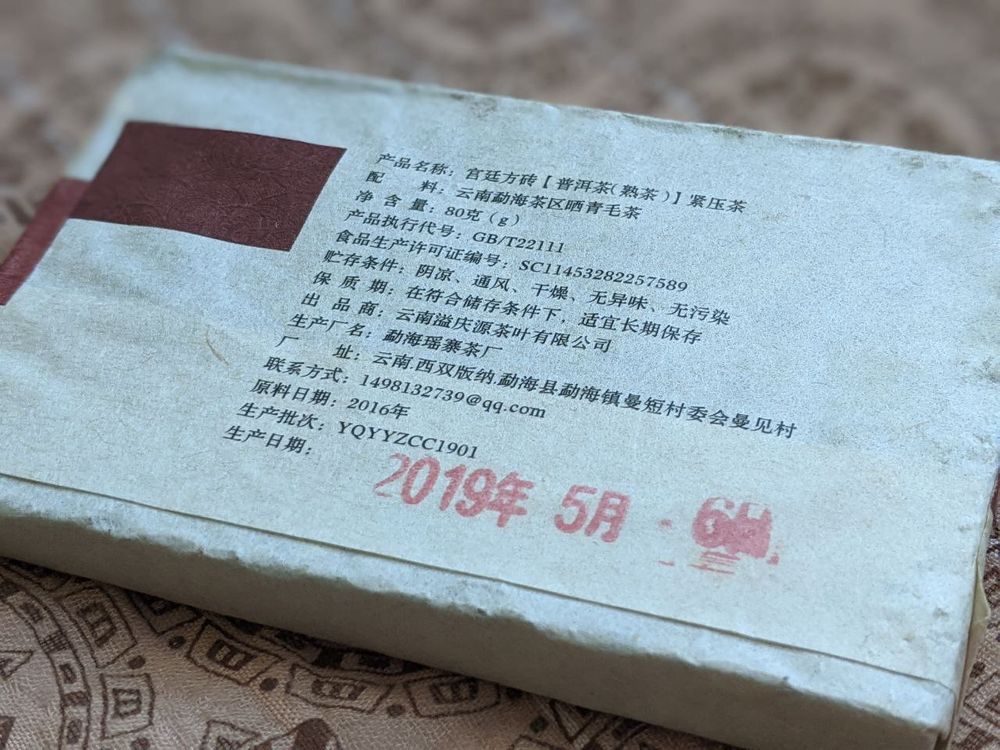 产品名称：宫廷方砖【普洱茶（熟茶）】紧压茶
配　　料：云南勐海茶区晒青毛茶
净 含 量：80克（g）
产品执行代号：GB/T22111
食品生产许可证编号：SC11453282257589
贮存条件：阴凉、通风、干燥、无异味、无污染
保 质 期：在符合储存条件下，适宜长期保存
出 品 商：云南溢庆源茶叶有限公司
生产厂名：勐海瑶寨茶厂
厂　　址：云南.西双版纳.勐海县勐海镇曼短村委会曼见村
联系方式：1498132739@qq.com
原料日期：2016年
生产批次：YQYYZCC1901
生产日期：
2019年 5月